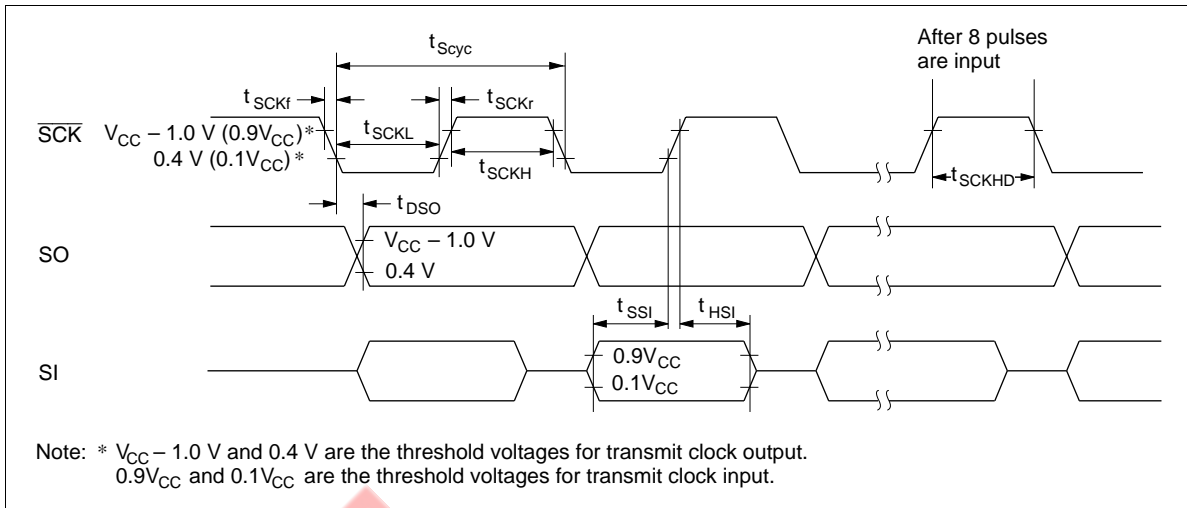 After 8 pulses
are input
tScyc
tSCKf
tSCKr
SCK VCC – 1.0 V (0.9VCC)*
0.4 V (0.1VCC)*
tSCKL
tSCKH
tSCKHD
tDSO
SO
VCC – 1.0 V
0.4 V
tSSI
tHSI
SI
0.9VCC
0.1VCC
Note: * VCC – 1.0 V and 0.4 V are the threshold voltages for transmit clock output.
0.9VCC and 0.1VCC are the threshold voltages for transmit clock input.